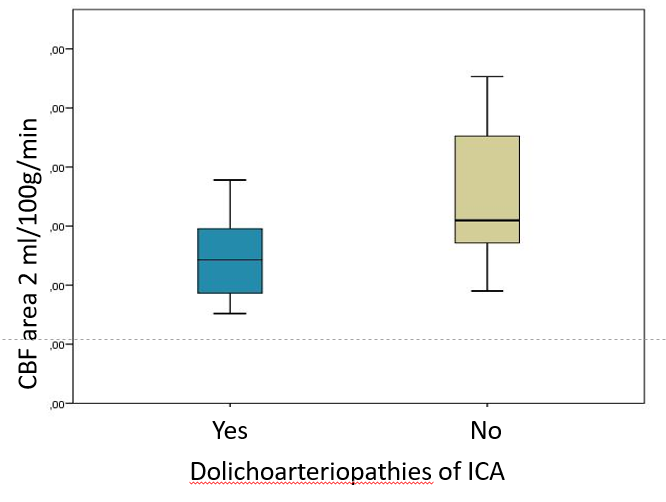 CBF area 2 ml/100g/min
,00
,00
,00
,00
,00
,00
,00
Yes No
Dolichoarteriopathies of ICA